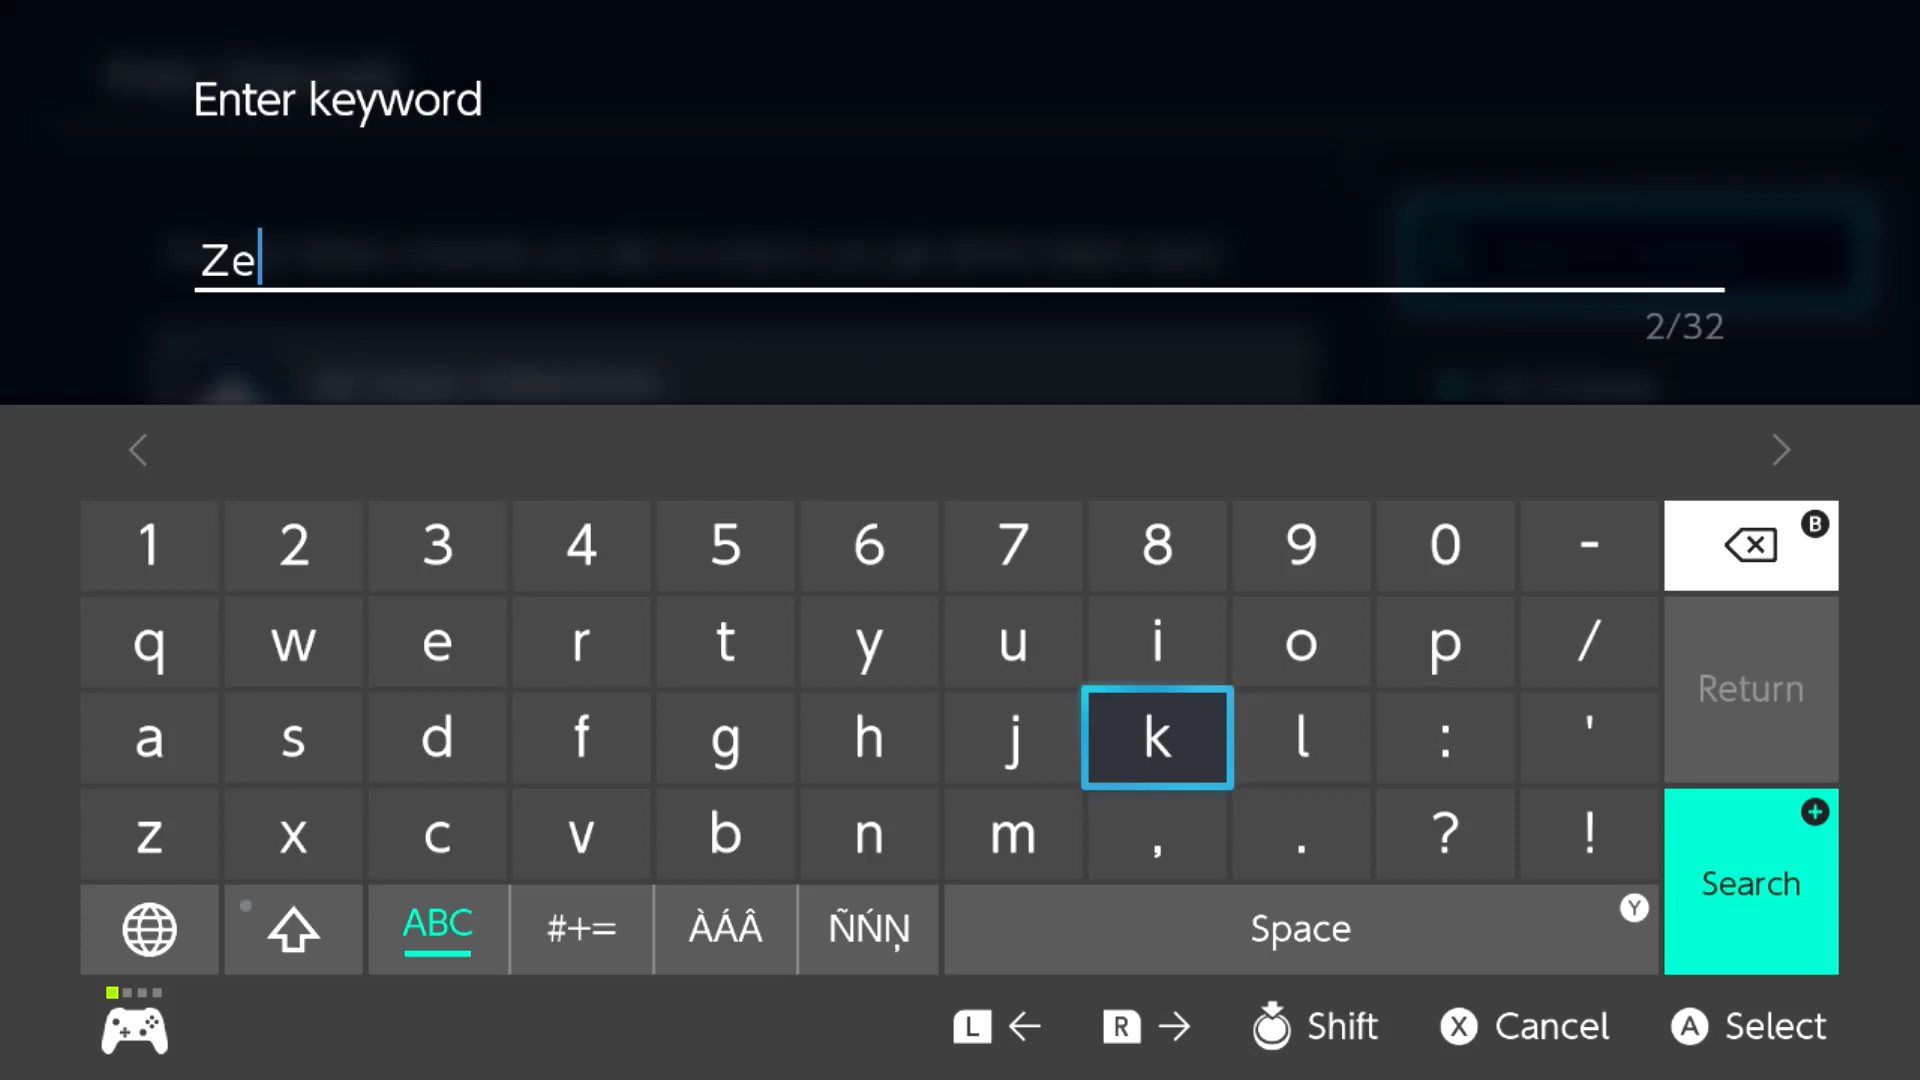 Enter keyword
Ze
2/32
1 2 3 4 5 6 7 8 9 0 - B
q w e r t y u i o p /
Return
a s d f g h j k l : '
z x c v b n m , . ? !
Search
ABC #+= ÀÁÂ ÑŃŅ Space Y
L ← R → Shift X Cancel A Select